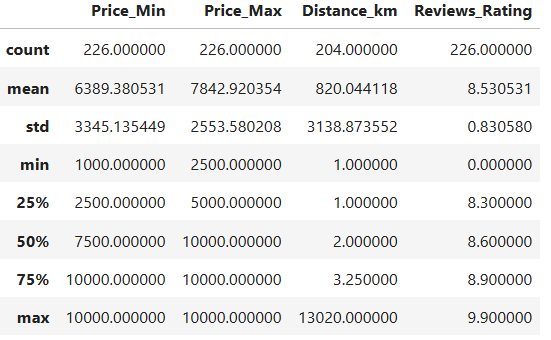 Price_Min Price_Max Distance_km Reviews_Rating
count 226.000000 226.000000 204.000000 226.000000
mean 6389.380531 7842.920354 820.044118 8.530531
std 3345.135449 2553.580208 3138.873552 0.830580
min 1000.000000 2500.000000 1.000000 0.000000
25% 2500.000000 5000.000000 1.000000 8.300000
50% 7500.000000 10000.000000 2.000000 8.600000
75% 10000.000000 10000.000000 3.250000 8.900000
max 10000.000000 10000.000000 13020.000000 9.900000